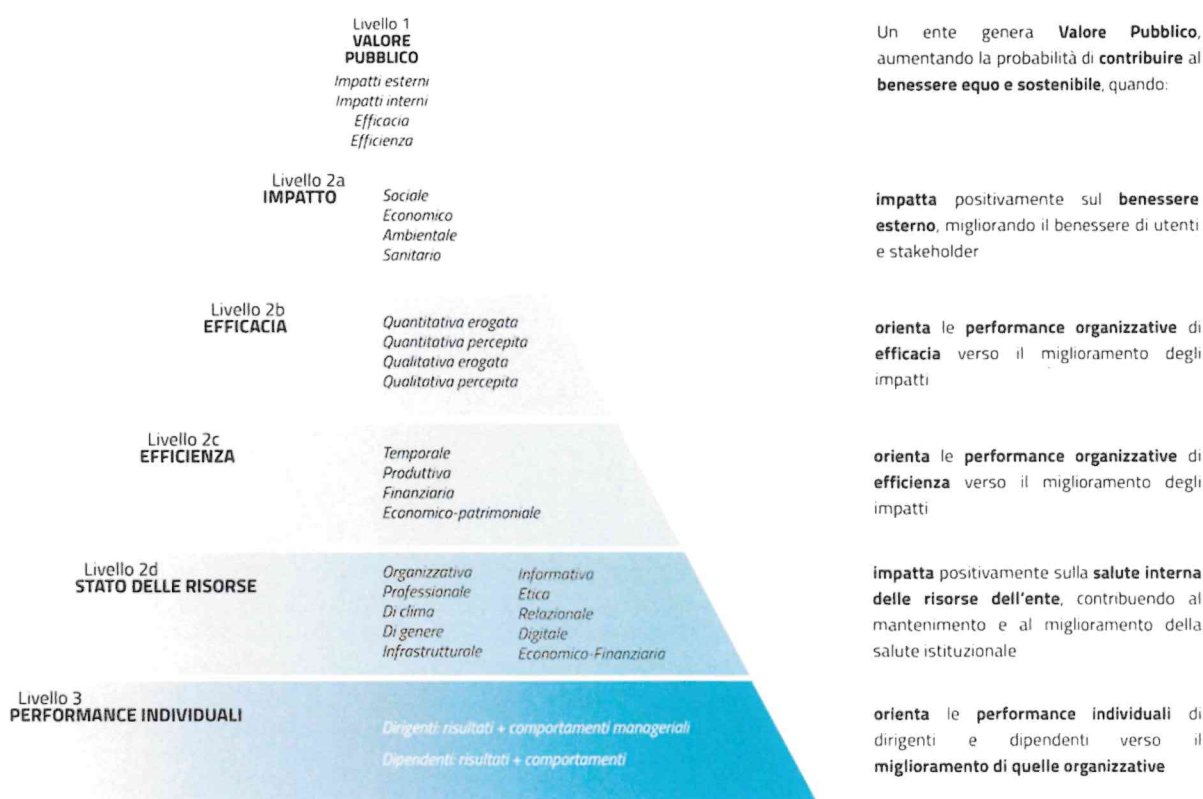 Livello 1
VALORE
PUBBLICO
Impatti esterni
Impatti interni
Efficacia
Efficienza
Un ente genera Valore Pubblico,
aumentando la probabilità di contribuire al
benessere equo e sostenibile, quando:
Livello 2a
IMPATTO
Sociale
Economico
Ambientale
Sanitario
impatta positivamente sul benessere
esterno, migliorando il benessere di utenti
e stakeholder
Livello 2b
EFFICACIA
Quantitativa erogata
Quantitativa percepita
Qualitativa erogata
Qualitativa percepita
orienta le performance organizzative di
efficacia verso il miglioramento degli
impatti
Livello 2c
EFFICIENZA
Temporale
Produttiva
Finanziaria
Economico-patrimoniale
orienta le performance organizzative di
efficienza verso il miglioramento degli
impatti
Livello 2d
STATO DELLE RISORSE
Organizzativa
Professionale
Di clima
Di genere
Infrastrutturale
Informativa
Etica
Relazionale
Digitale
Economico-Finanziaria
impatta positivamente sulla salute interna
delle risorse dell'ente, contribuendo al
mantenimento e al miglioramento della
salute istituzionale
Livello 3
PERFORMANCE INDIVIDUALI
Dirigenti: risultati + comportamenti manageriali
Dipendenti: risultati + comportamenti
orienta le performance individuali di
dirigenti e dipendenti verso il
miglioramento di quelle organizzative